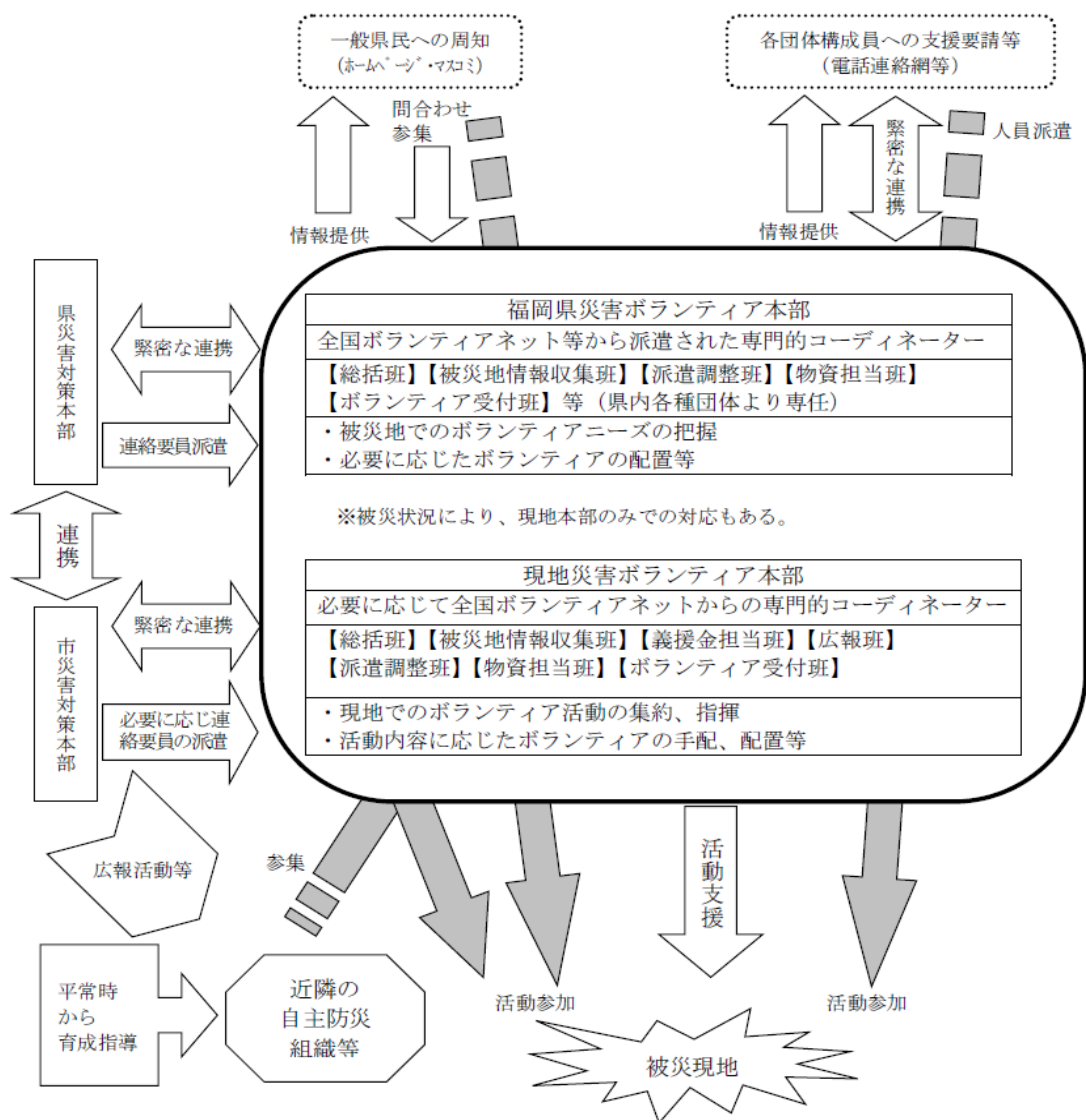 一般県民への周知
(ﾎｰﾑﾍﾟｰｼﾞ・ﾏｽｺﾐ)
各団体構成員への支援要請等
（電話連絡網等）
問合わせ
参集
情報提供
緊密な連携
人員派遣
情報提供
県災害対策本部
緊密な連携
連絡要員派遣
福岡県災害ボランティア本部
全国ボランティアネット等から派遣された専門的コーディネーター
【総括班】【被災地情報収集班】【派遣調整班】【物資担当班】
【ボランティア受付班】等（県内各種団体より専任）
・被災地でのボランティアニーズの把握
・必要に応じたボランティアの配置等
※被災状況により、現地本部のみでの対応もある。
連携
市災害対策本部
緊密な連携
必要に応じ連
絡要員の派遣
現地災害ボランティア本部
必要に応じて全国ボランティアネットからの専門的コーディネーター
【総括班】【被災地情報収集班】【義援金担当班】【広報班】
【派遣調整班】【物資担当班】【ボランティア受付班】
・現地でのボランティア活動の集約、指揮
・活動内容に応じたボランティアの手配、配置等
広報活動等
参集
活動支援
平常時
から
育成指導
近隣の
自主防災
組織等
活動参加
活動参加
被災現地